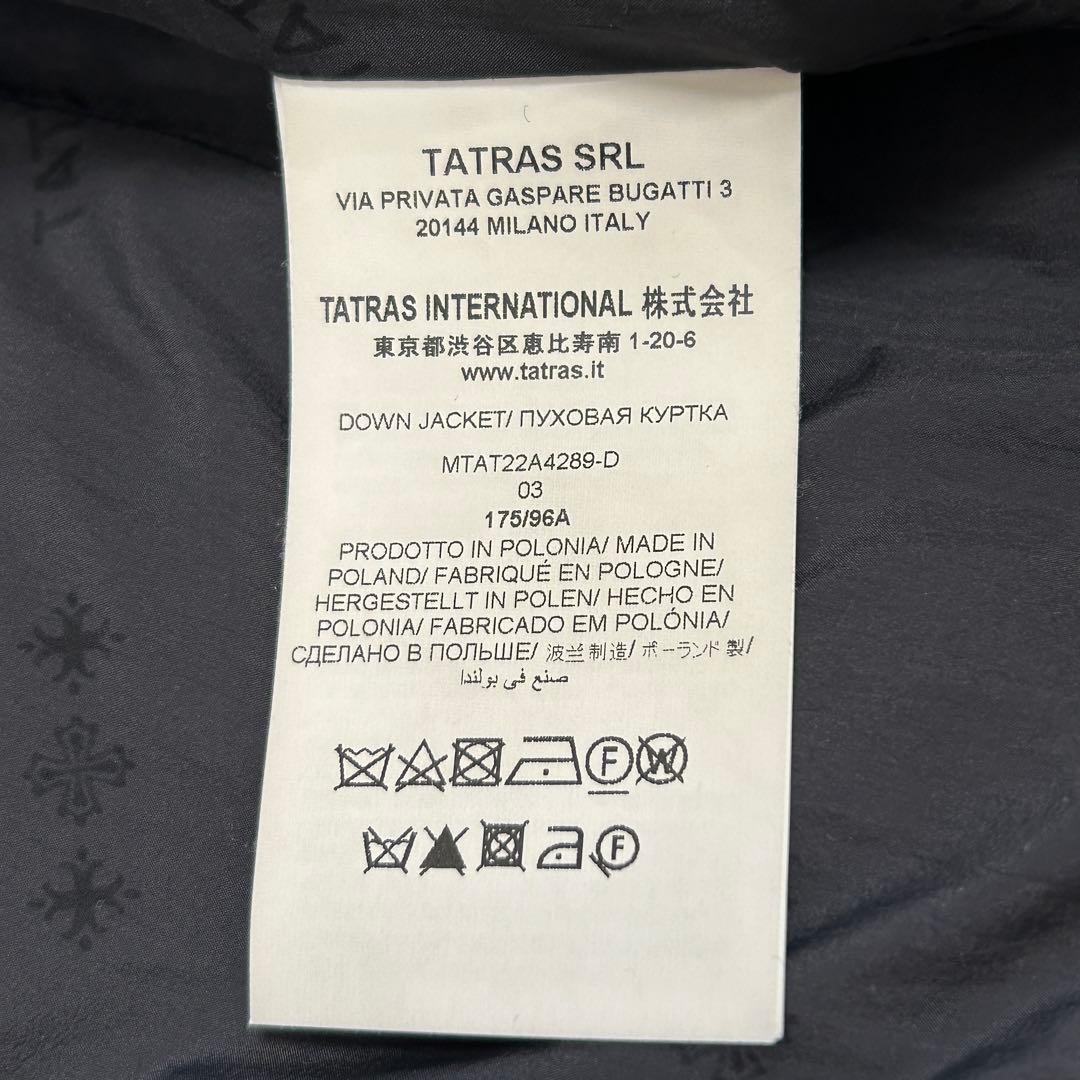 TATRAS SRL
VIA PRIVATA GASPARE BUGATTI 3
20144 MILANO ITALY
TATRAS INTERNATIONAL 株式会社
東京都渋谷区恵比寿南 1-20-6
www.tatras.it
DOWN JACKET/ ПУХОВАЯ КУРТКА
MTAT22A4289-D
03
175/96A
PRODOTTO IN POLONIA/ MADE IN
POLAND/ FABRIQUÉ EN POLOGNE/
HERGESTELLT IN POLEN/ HECHO EN
POLONIA/ FABRICADO EM POLÓNIA/
СДЕЛАНО В ПОЛЬШЕ/ 波兰制造/ ポーランド製/
صنع في بولندا
F W
F